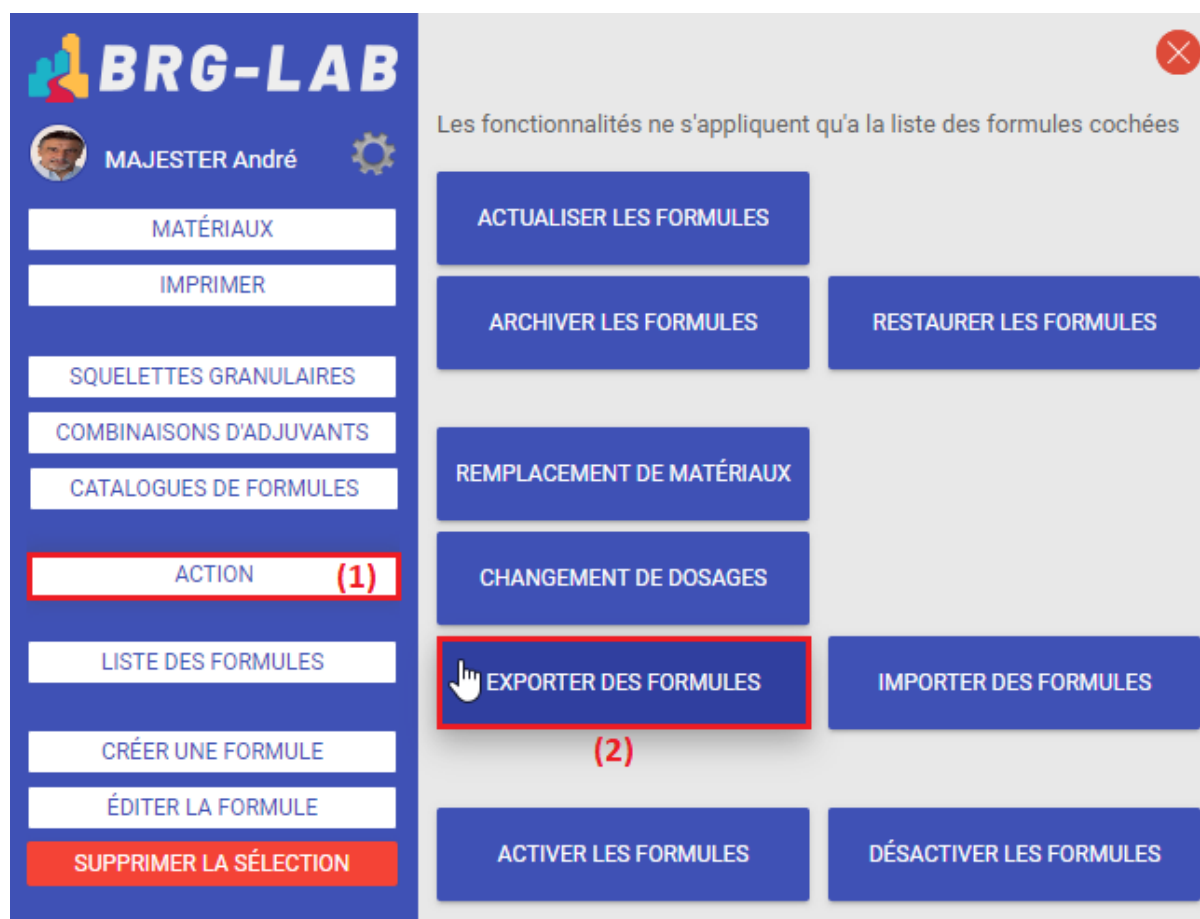 BRG-LAB
MAJESTER André
MATÉRIAUX
IMPRIMER
SQUELETTES GRANULAIRES
COMBINAISONS D'ADJUVANTS
CATALOGUES DE FORMULES
ACTION (1)
LISTE DES FORMULES
CRÉER UNE FORMULE
ÉDITER LA FORMULE
SUPPRIMER LA SÉLECTION
Les fonctionnalités ne s'appliquent qu'a la liste des formules cochées
ACTUALISER LES FORMULES
ARCHIVER LES FORMULES
RESTAURER LES FORMULES
REMPLACEMENT DE MATÉRIAUX
CHANGEMENT DE DOSAGES
EXPORTER DES FORMULES
IMPORTER DES FORMULES
(2)
ACTIVER LES FORMULES
DÉSACTIVER LES FORMULES